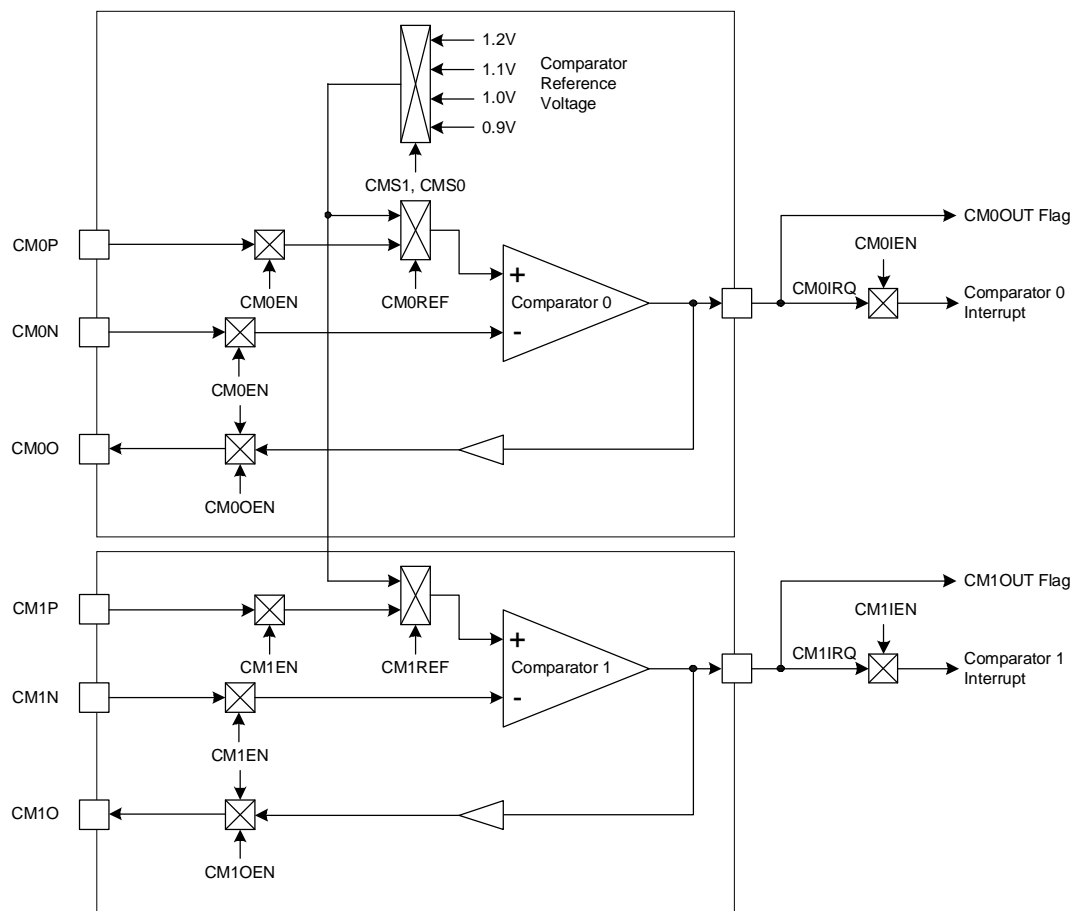 1.2V
1.1V
1.0V
0.9V
Comparator
Reference
Voltage
CMS1, CMS0
CM0P
CM0EN
CM0REF
CM0N
CM0EN
CM0O
CM0OEN
+
-
Comparator 0
CM0OUT Flag
CM0IEN
CM0IRQ
Comparator 0
Interrupt
CM1P
CM1EN
CM1REF
CM1N
CM1EN
CM1O
CM1OEN
+
-
Comparator 1
CM1OUT Flag
CM1IEN
CM1IRQ
Comparator 1
Interrupt